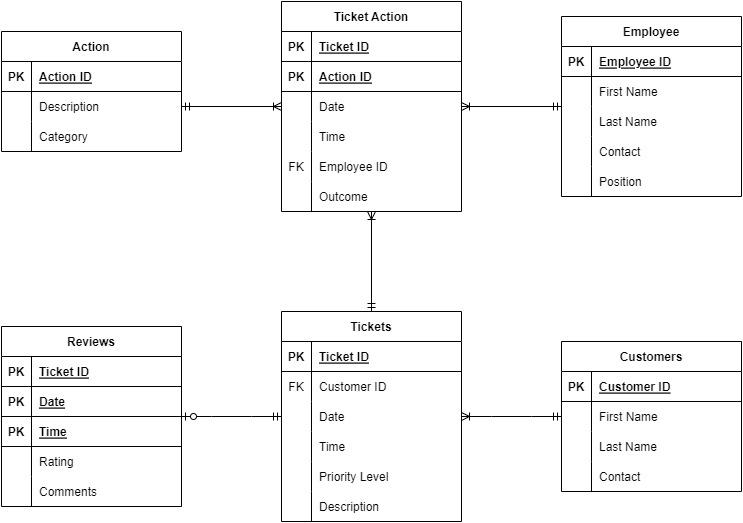 Action
PK Action ID
Description
Category
Ticket Action
PK Ticket ID
PK Action ID
Date
Time
FK Employee ID
Outcome
Employee
PK Employee ID
First Name
Last Name
Contact
Position
Reviews
PK Ticket ID
PK Date
PK Time
Rating
Comments
Tickets
PK Ticket ID
FK Customer ID
Date
Time
Priority Level
Description
Customers
PK Customer ID
First Name
Last Name
Contact